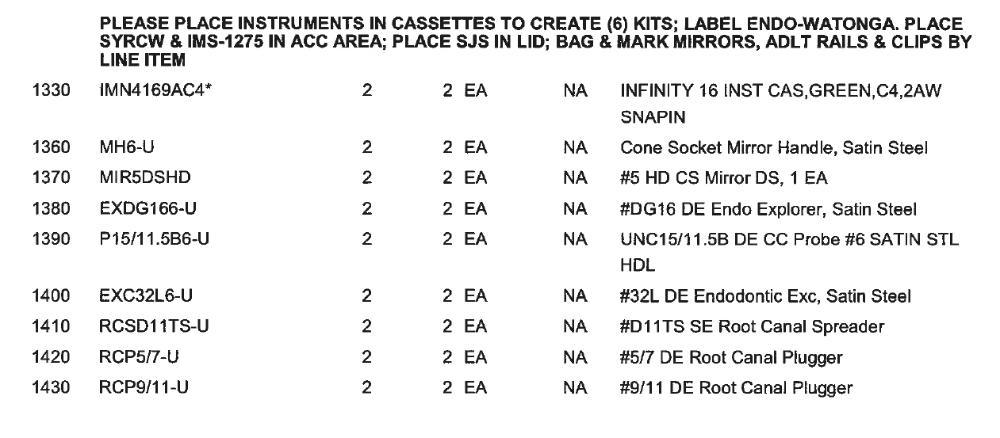 PLEASE PLACE INSTRUMENTS IN CASSETTES TO CREATE (6) KITS; LABEL ENDO-WATONGA. PLACE
SYRCW & IMS-1275 IN ACC AREA; PLACE SJS IN LID; BAG & MARK MIRRORS, ADLT RAILS & CLIPS BY
LINE ITEM
1330 IMN4169AC4* 2 2 EA NA INFINITY 16 INST CAS,GREEN,C4,2AW
SNAPIN
1360 MH6-U 2 2 EA NA Cone Socket Mirror Handle, Satin Steel
1370 MIR5DSHD 2 2 EA NA #5 HD CS Mirror DS, 1 EA
1380 EXDG166-U 2 2 EA NA #DG16 DE Endo Explorer, Satin Steel
1390 P15/11.5B6-U 2 2 EA NA UNC15/11.5B DE CC Probe #6 SATIN STL
HDL
1400 EXC32L6-U 2 2 EA NA #32L DE Endodontic Exc, Satin Steel
1410 RCSD11TS-U 2 2 EA NA #D11TS SE Root Canal Spreader
1420 RCP5/7-U 2 2 EA NA #5/7 DE Root Canal Plugger
1430 RCP9/11-U 2 2 EA NA #9/11 DE Root Canal Plugger